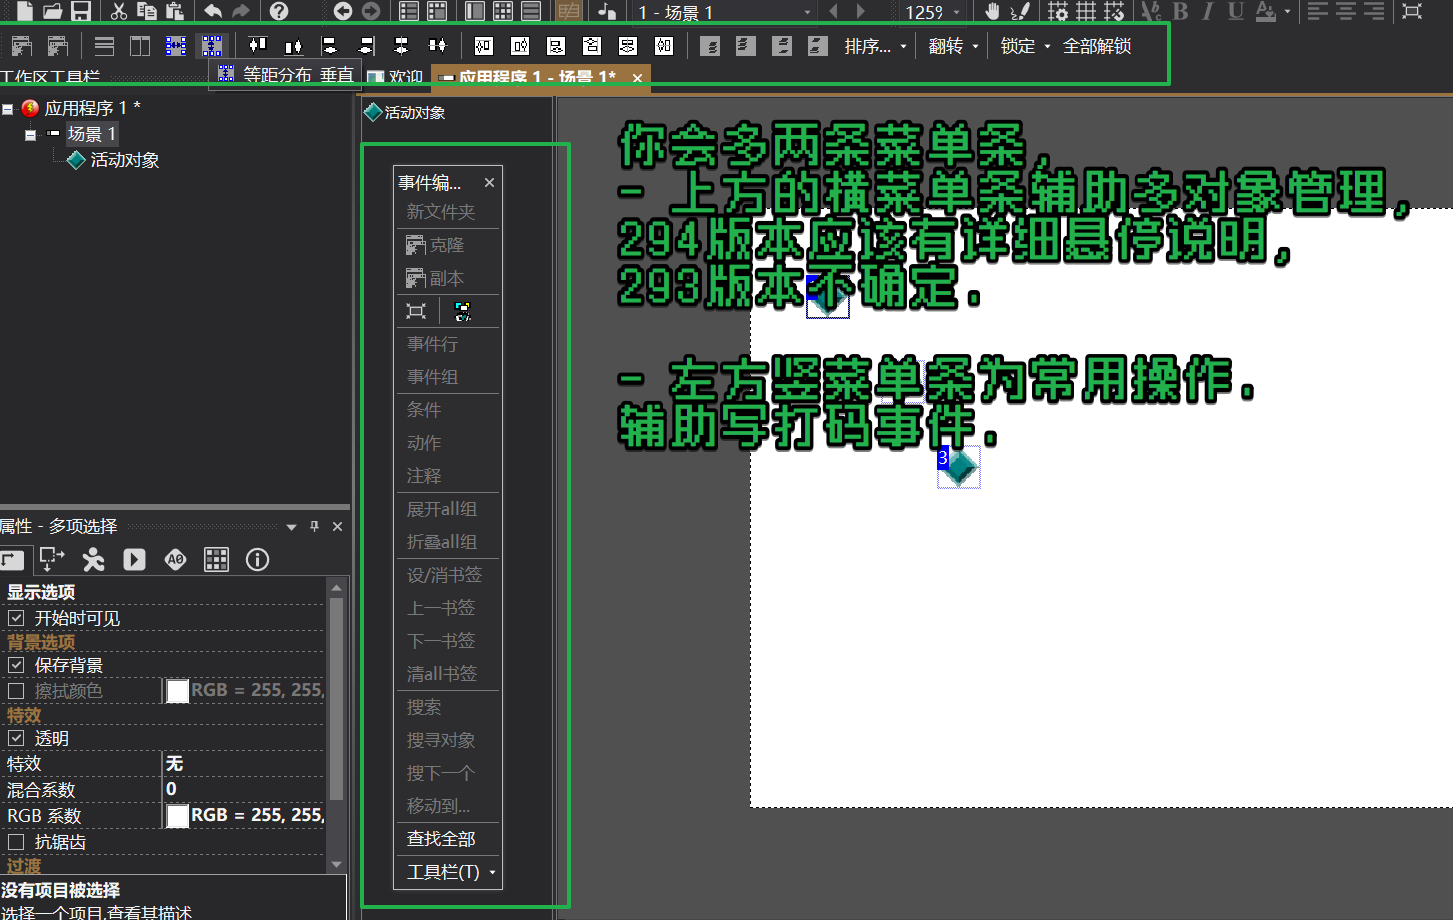 1 - 场景 1
125%
排序...
翻转
锁定
全部解锁
工作区工具栏
等距分布 垂直
欢迎
应用程序 1 - 场景 1*
应用程序 1 *
场景 1
活动对象
活动对象
事件编...
新文件夹
克隆
副本
事件行
事件组
条件
动作
注释
展开all组
折叠all组
设/消书签
上一书签
下一书签
清all书签
搜索
搜寻对象
搜下一个
移动到...
查找全部
工具栏(T)
你会多两条菜单条,
- 上方的横菜单条辅助多对象管理,
294版本应该有详细悬停说明,
293版本不确定.
- 左方竖菜单条为常用操作.
辅助写打码事件.
3
属性 - 多项选择
显示选项
开始时可见
背景选项
保存背景
擦拭颜色
RGB = 255, 255,
特效
透明
特效
无
混合系数
0
RGB 系数
RGB = 255, 255,
抗锯齿
过渡
没有项目被选择
选择一个项目,查看其描述